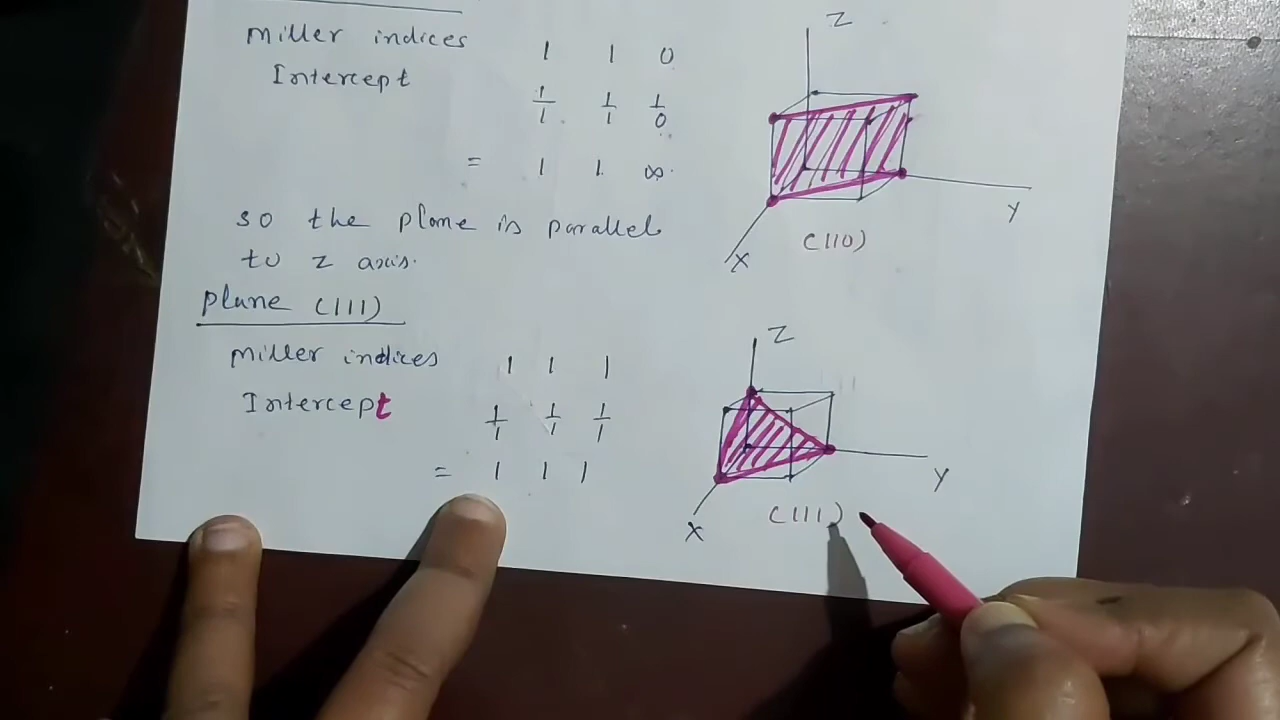 Miller indices 1 1 0
Intercept 1/1 1/1 1/0
= 1 1 ∞.
so the plane is parallel
to z axis.
Z
Y
X
(110)
plane (111)
Miller indices 1 1 1
Intercept 1/1 1/1 1/1
= 1 1 1
Z
Y
X
(111)